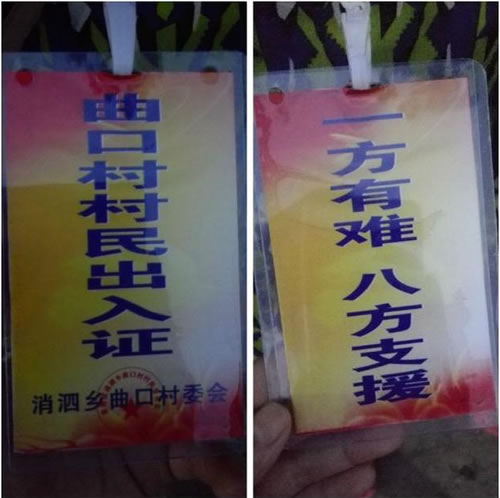 曲口村村民出入证
消泗乡曲口村委会
一方有难 八方支援